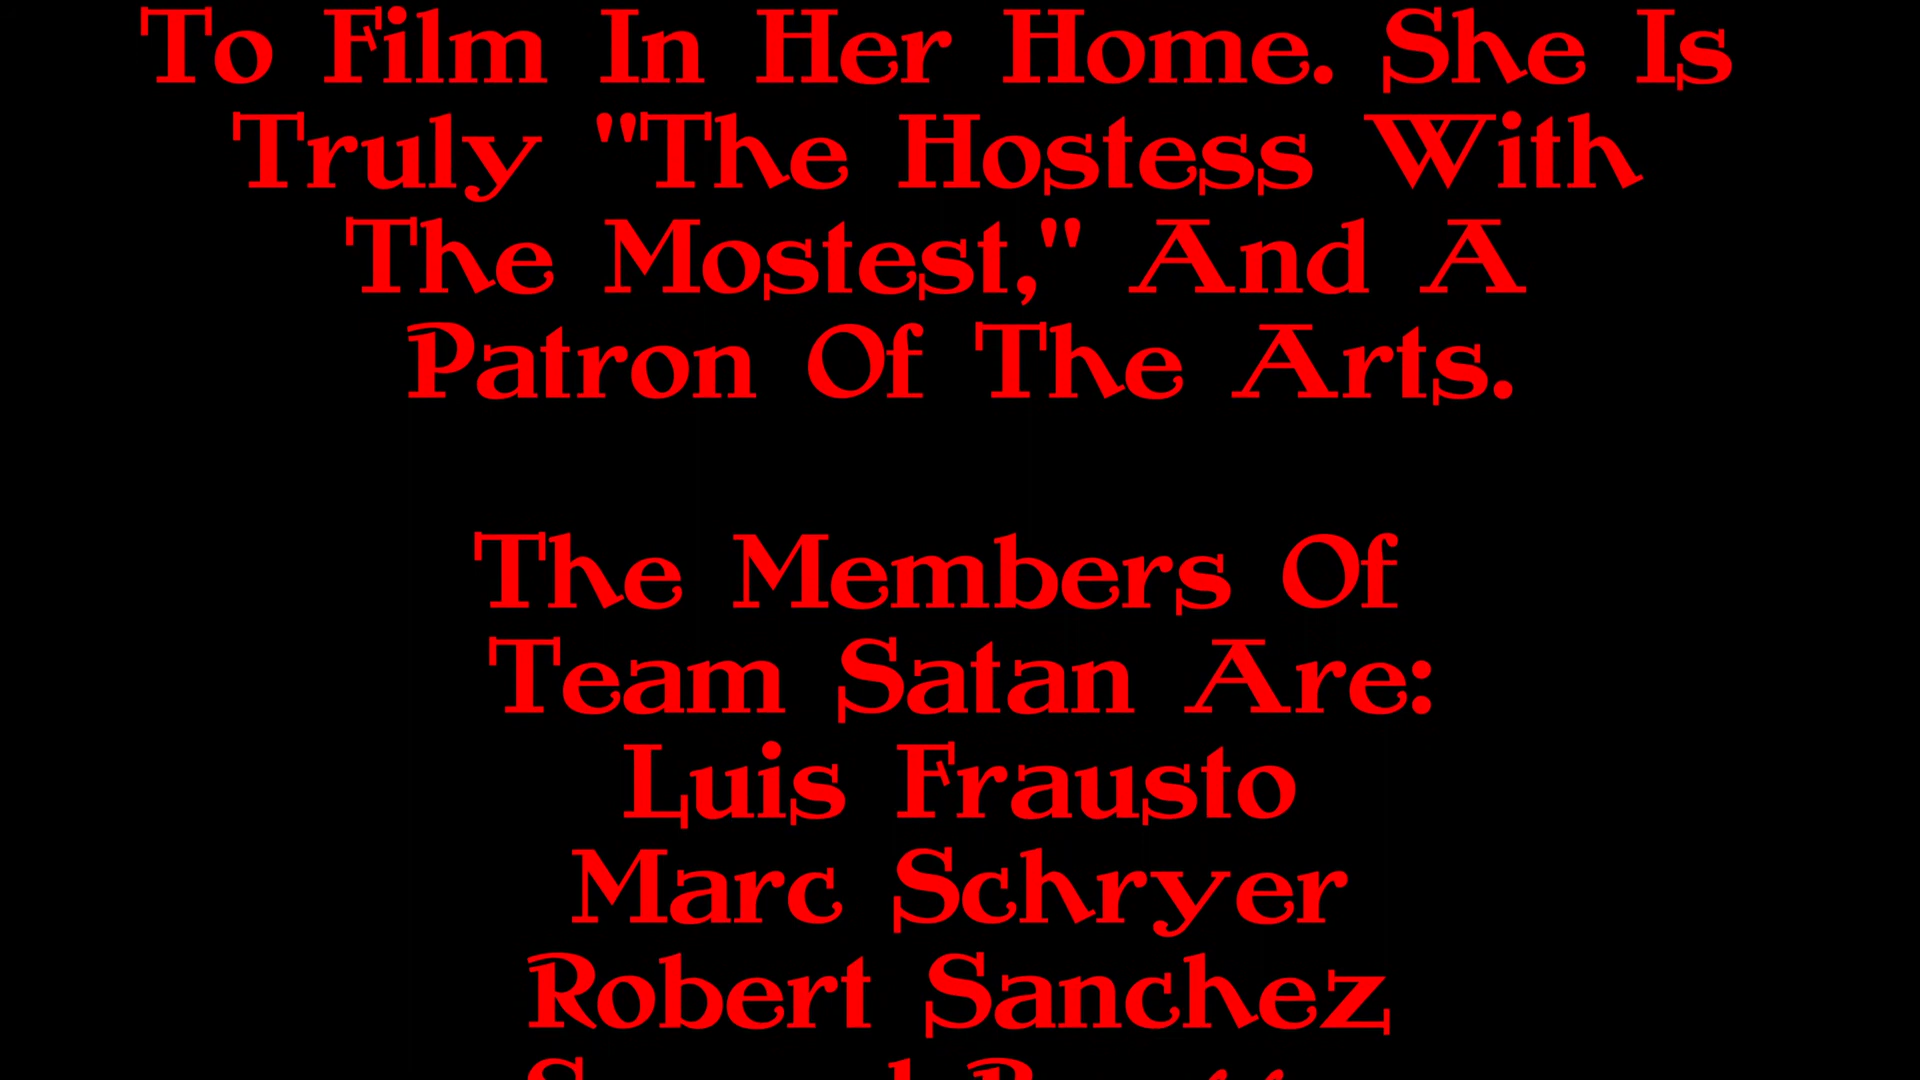 To Film In Her Home. She Is
Truly "The Hostess With
The Mostest," And A
Patron Of The Arts.
The Members Of
Team Satan Are:
Luis Frausto
Marc Schryer
Robert Sanchez